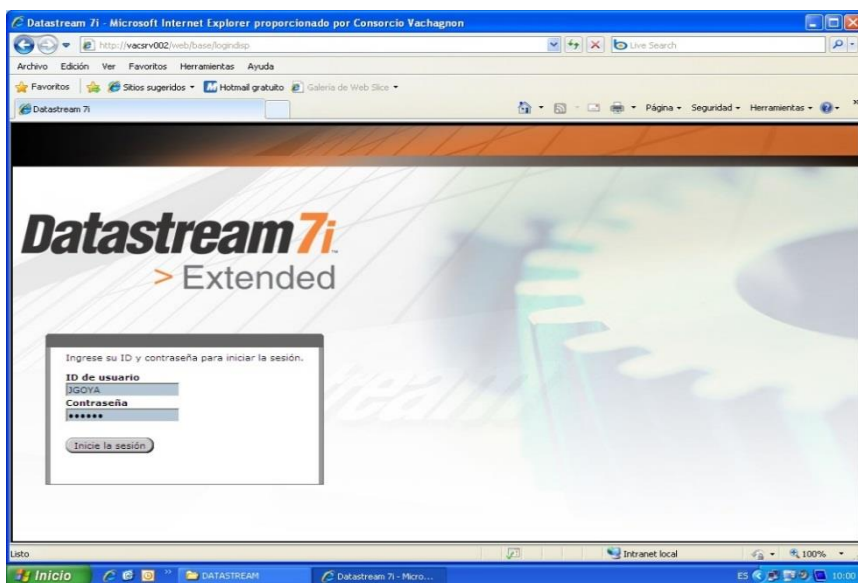 Datastream 7i - Microsoft Internet Explorer proporcionado por Consorcio Vachagnon
http://vacsrv002/web/base/logindisp
Live Search
Archivo Edición Ver Favoritos Herramientas Ayuda
Favoritos Sitios sugeridos Hotmail gratuito Galería de Web Slice
Datastream 7i
Página Seguridad Herramientas
Datastream 7i
> Extended
Ingrese su ID y contraseña para iniciar la sesión.
ID de usuario
JGOYA
Contraseña
••••••
Inicie la sesión
Listo Intranet local 100%
Inicio DATASTREAM Datastream 7i - Micro... ES 10:00